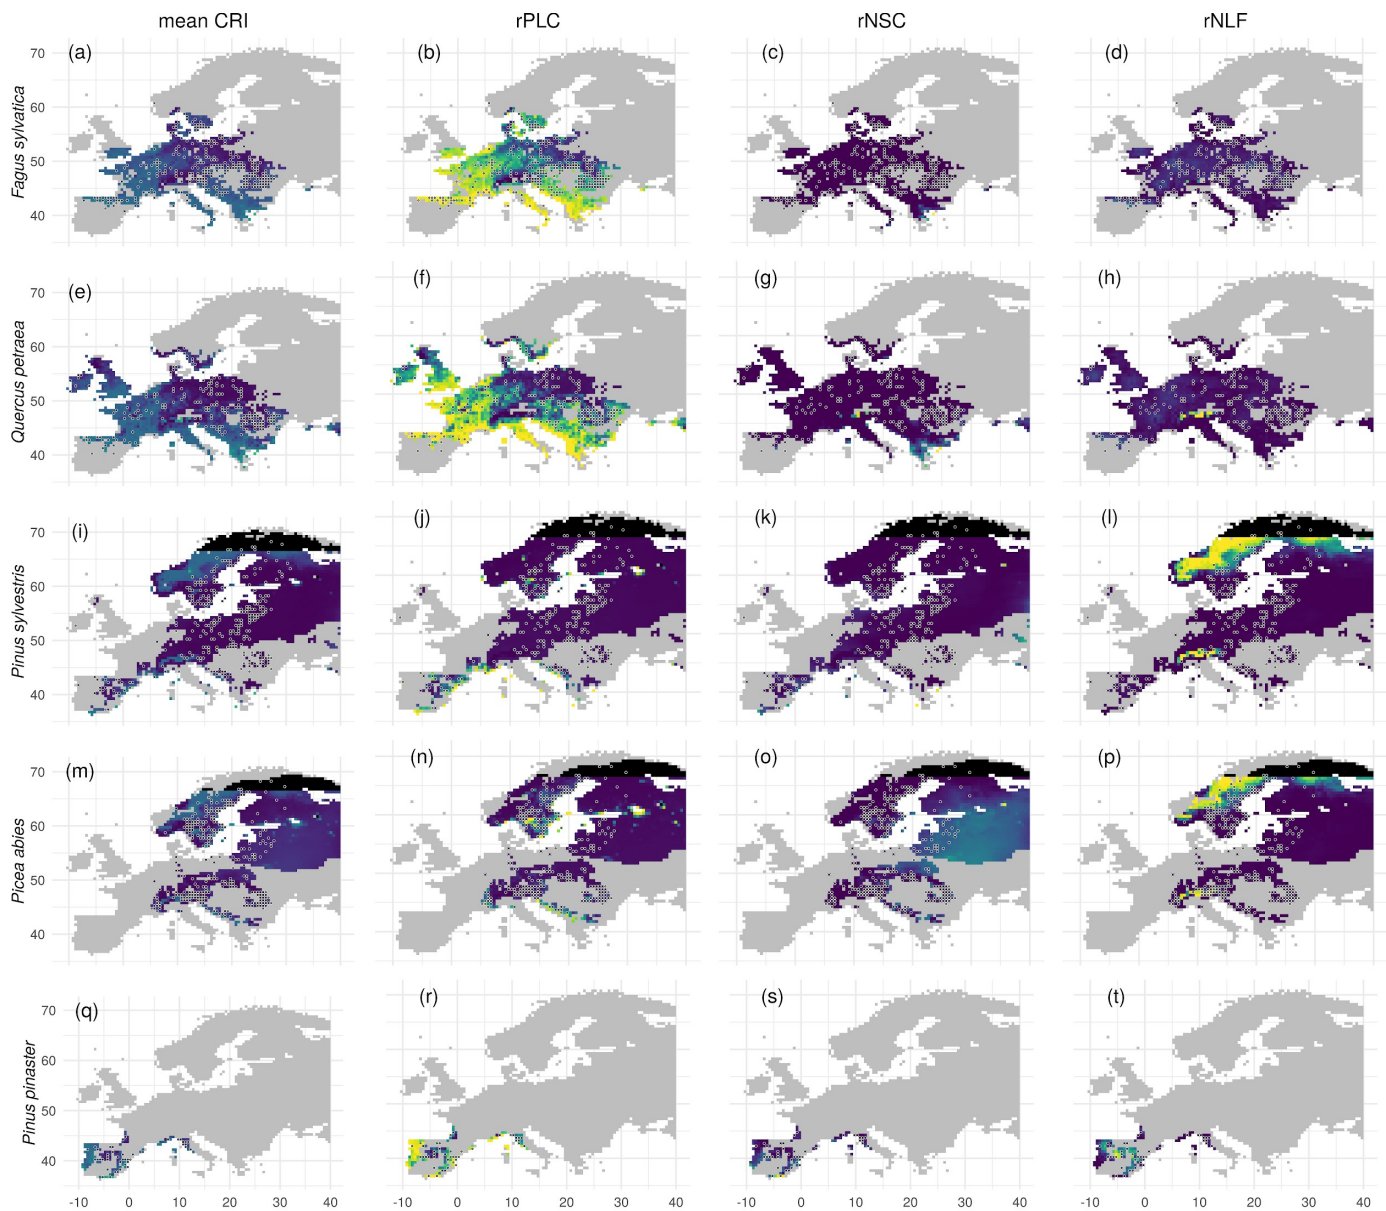 mean CRI rPLC rNSC rNLF
(a) (b) (c) (d)
70
60
50
40
Fagus sylvatica
(e) (f) (g) (h)
70
60
50
40
Quercus petraea
(i) (j) (k) (l)
70
60
50
40
Pinus sylvestris
(m) (n) (o) (p)
70
60
50
40
Picea abies
(q) (r) (s) (t)
70
60
50
40
Pinus pinaster
-10 0 10 20 30 40 -10 0 10 20 30 40 -10 0 10 20 30 40 -10 0 10 20 30 40